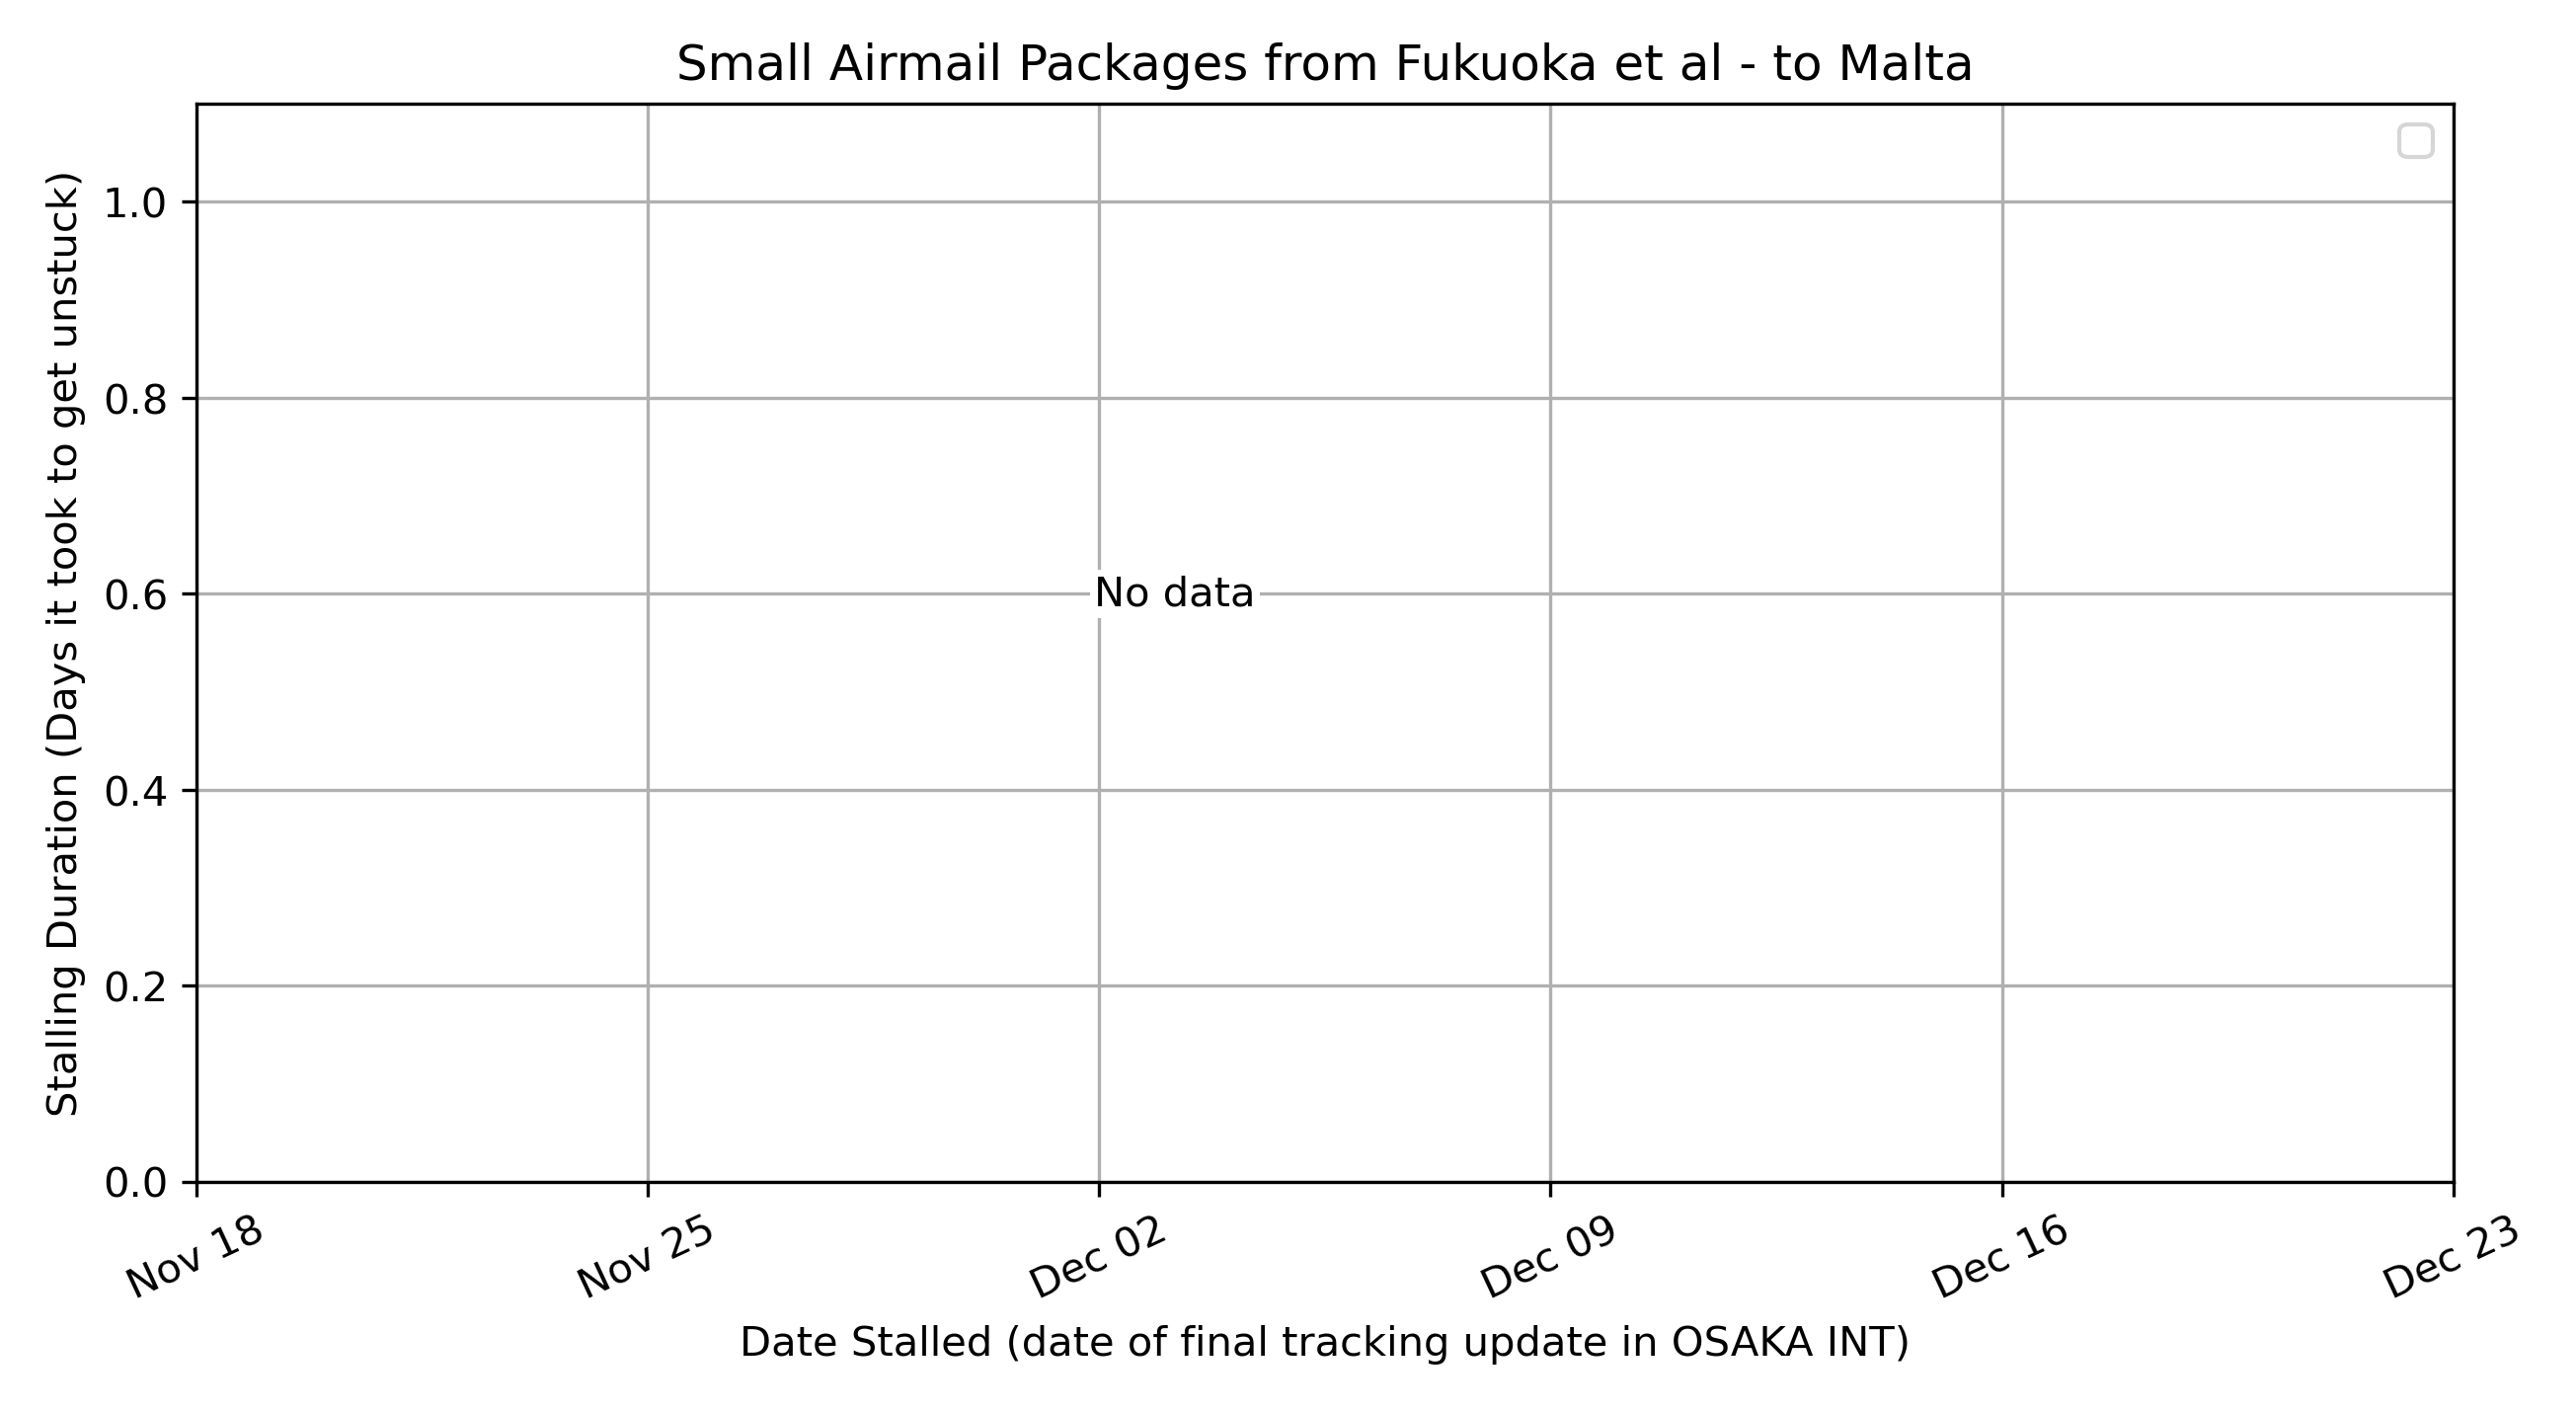 Small Airmail Packages from Fukuoka et al - to Malta
Stalling Duration (Days it took to get unstuck)
1.0
0.8
0.6
0.4
0.2
0.0
No data
Nov 18
Nov 25
Dec 02
Dec 09
Dec 16
Dec 23
Date Stalled (date of final tracking update in OSAKA INT)